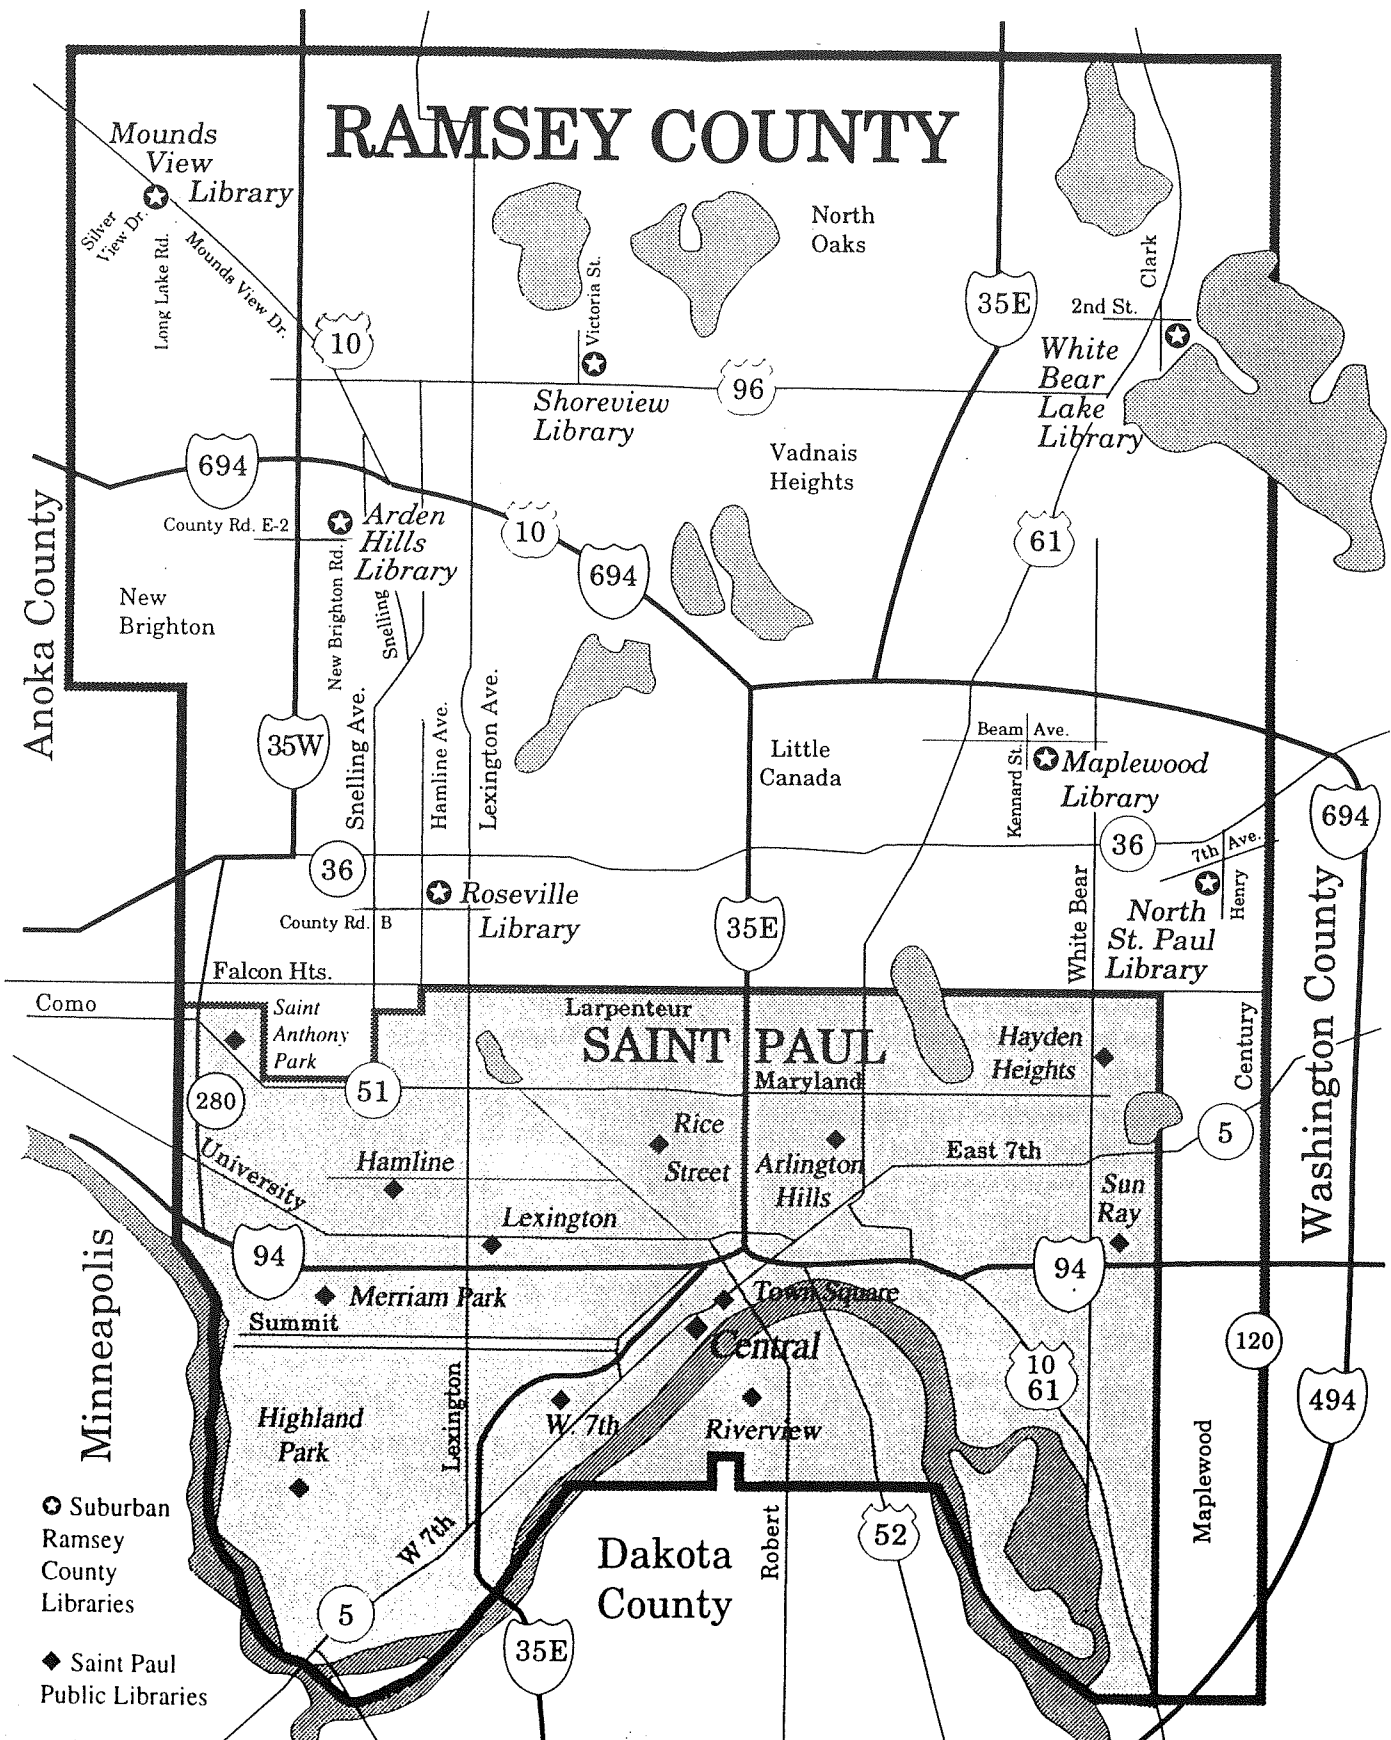 RAMSEY COUNTY
Mounds
View
Library
Silver
View Dr.
Long Lake Rd.
Mounds View Dr.
10
North
Oaks
Victoria St.
35E
Clark
2nd St.
White
Bear
Lake
Library
Shoreview
Library
96
Vadnais
Heights
694
County Rd. E-2
Arden
Hills
Library
10
694
61
Anoka County
New
Brighton
New Brighton Rd.
Snelling
35W
Snelling Ave.
Hamline Ave.
Lexington Ave.
Little
Canada
Beam Ave.
Kennard St.
Maplewood
Library
694
36
36
7th Ave.
Henry
County Rd. B
Roseville
Library
35E
White Bear
North
St. Paul
Library
Washington County
Falcon Hts.
Como
Saint
Anthony
Park
Larpenteur
SAINT PAUL
Maryland
Hayden
Heights
Century
51
280
5
University
Hamline
Rice
Street
Arlington
Hills
East 7th
Sun
Ray
Lexington
94
94
Merriam Park
Town Square
Summit
Central
120
10
61
Minneapolis
Lexington
W. 7th
Riverview
494
Highland
Park
Maplewood
W 7th
Robert
52
Dakota
County
5
35E
Suburban
Ramsey
County
Libraries
Saint Paul
Public Libraries